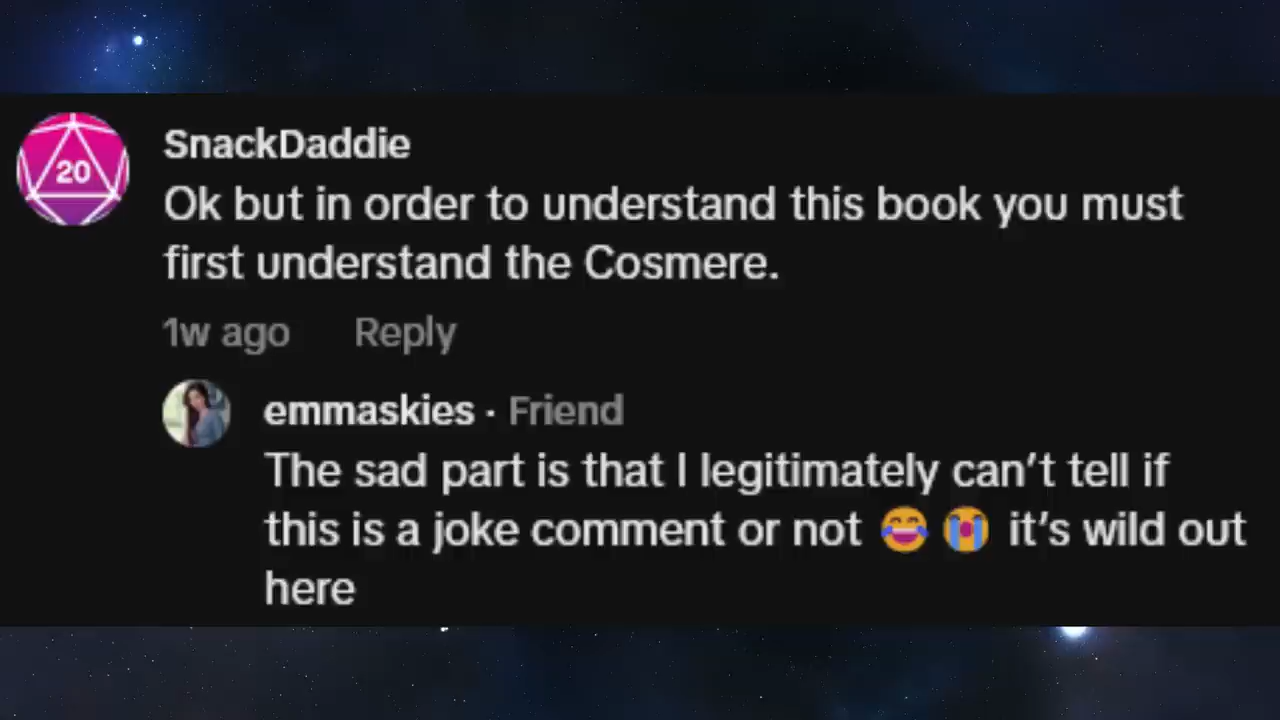 20
SnackDaddie
Ok but in order to understand this book you must
first understand the Cosmere.
1w ago Reply
emmaskies · Friend
The sad part is that I legitimately can’t tell if
this is a joke comment or not 😂😭 it’s wild out
here